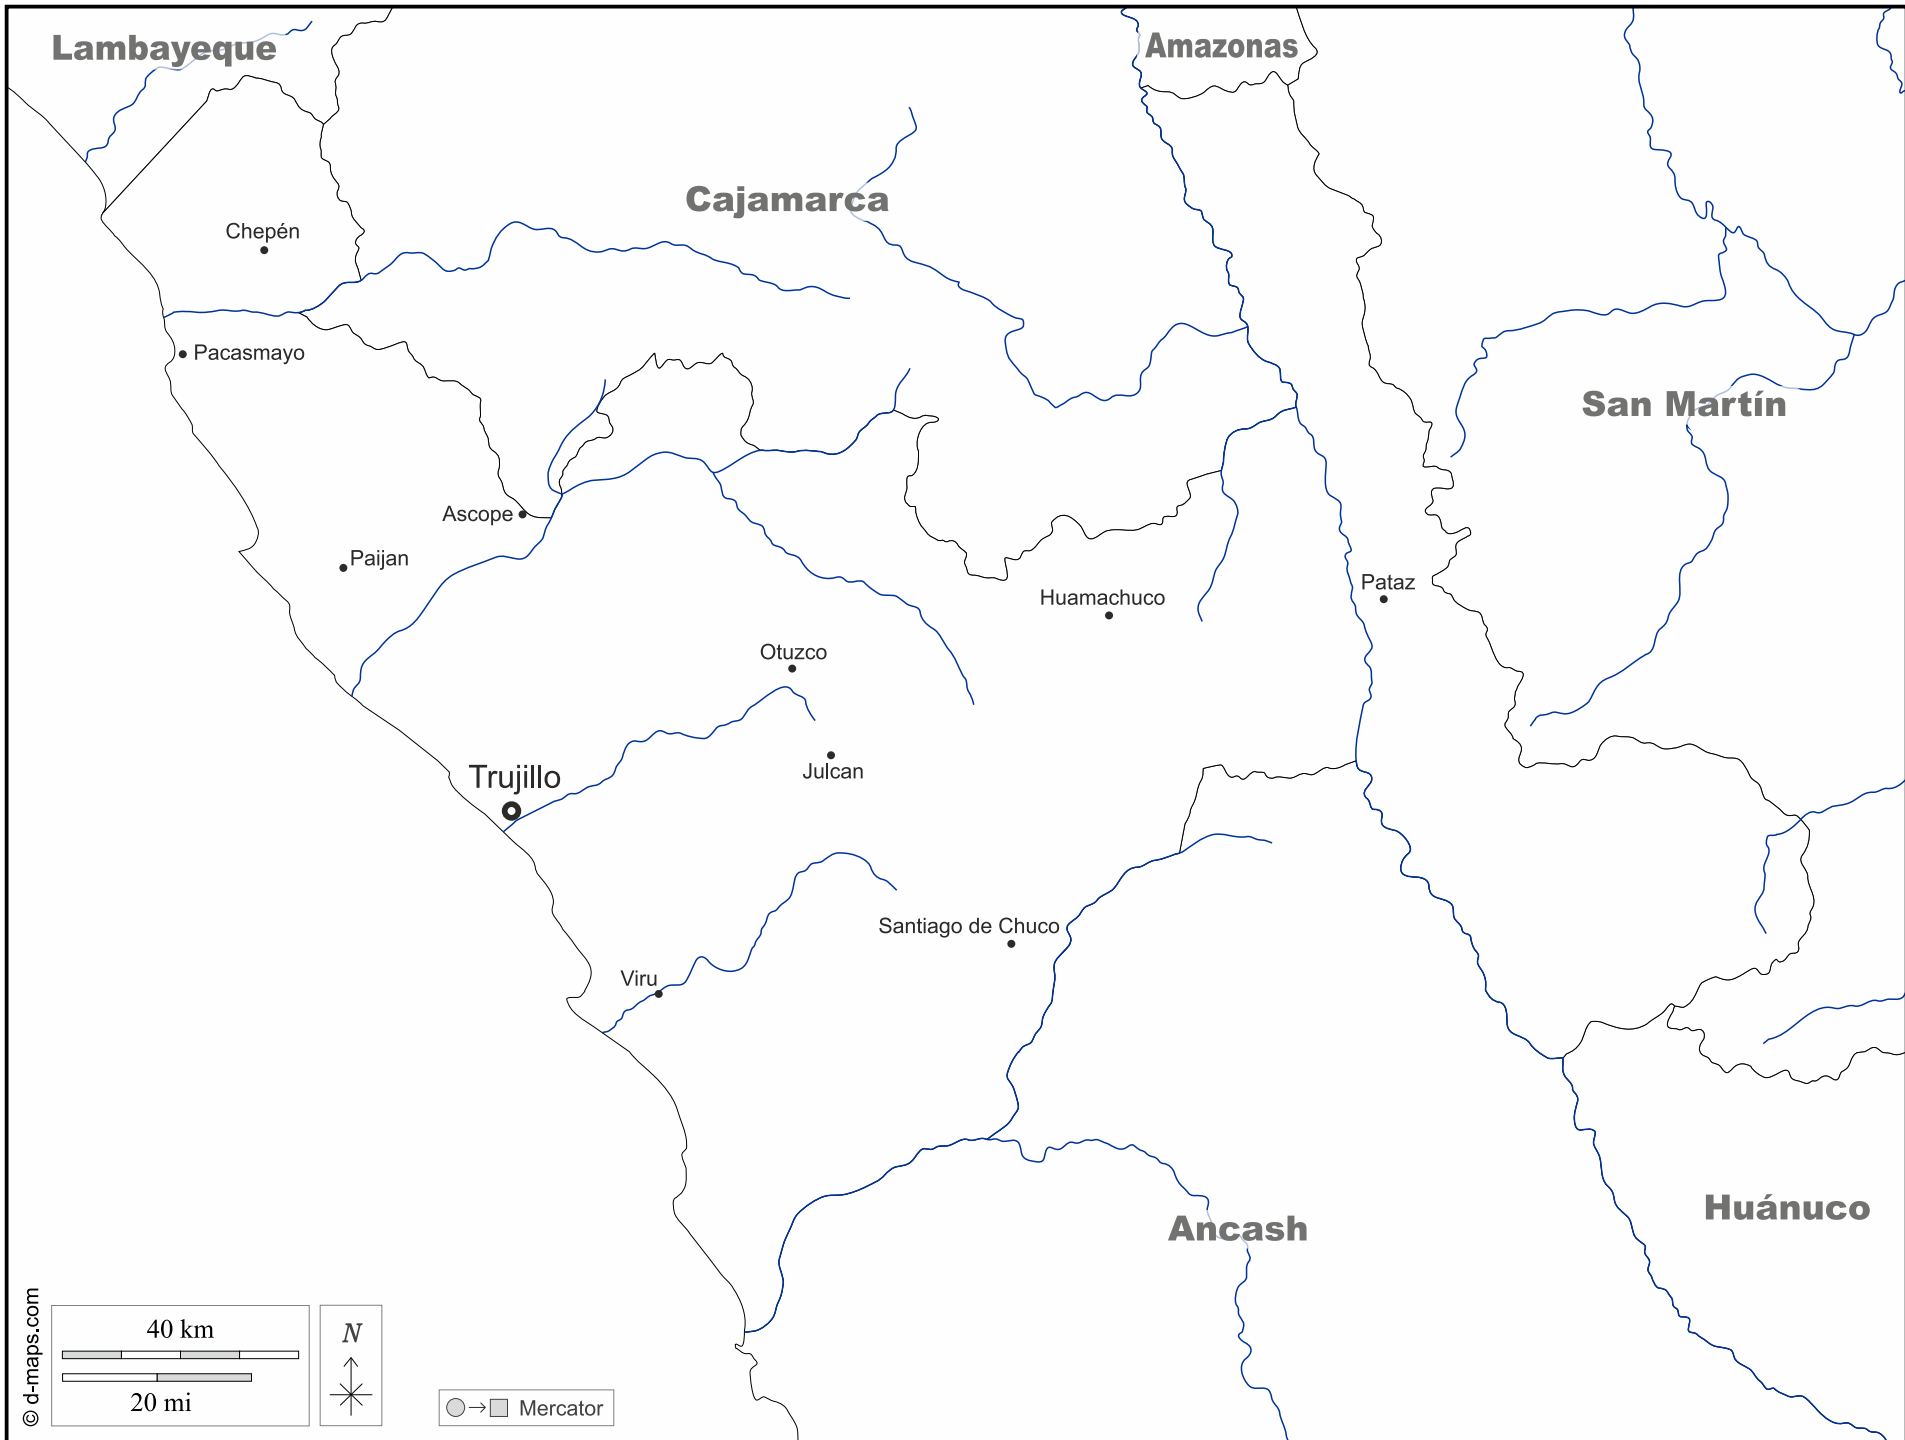 Lambayeque
Amazonas
Cajamarca
Chepén
Pacasmayo
San Martín
Ascope
Paijan
Pataz
Huamachuco
Otuzco
Julcan
Trujillo
Santiago de Chuco
Viru
Huánuco
Ancash
© d-maps.com
40 km
20 mi
N
Mercator